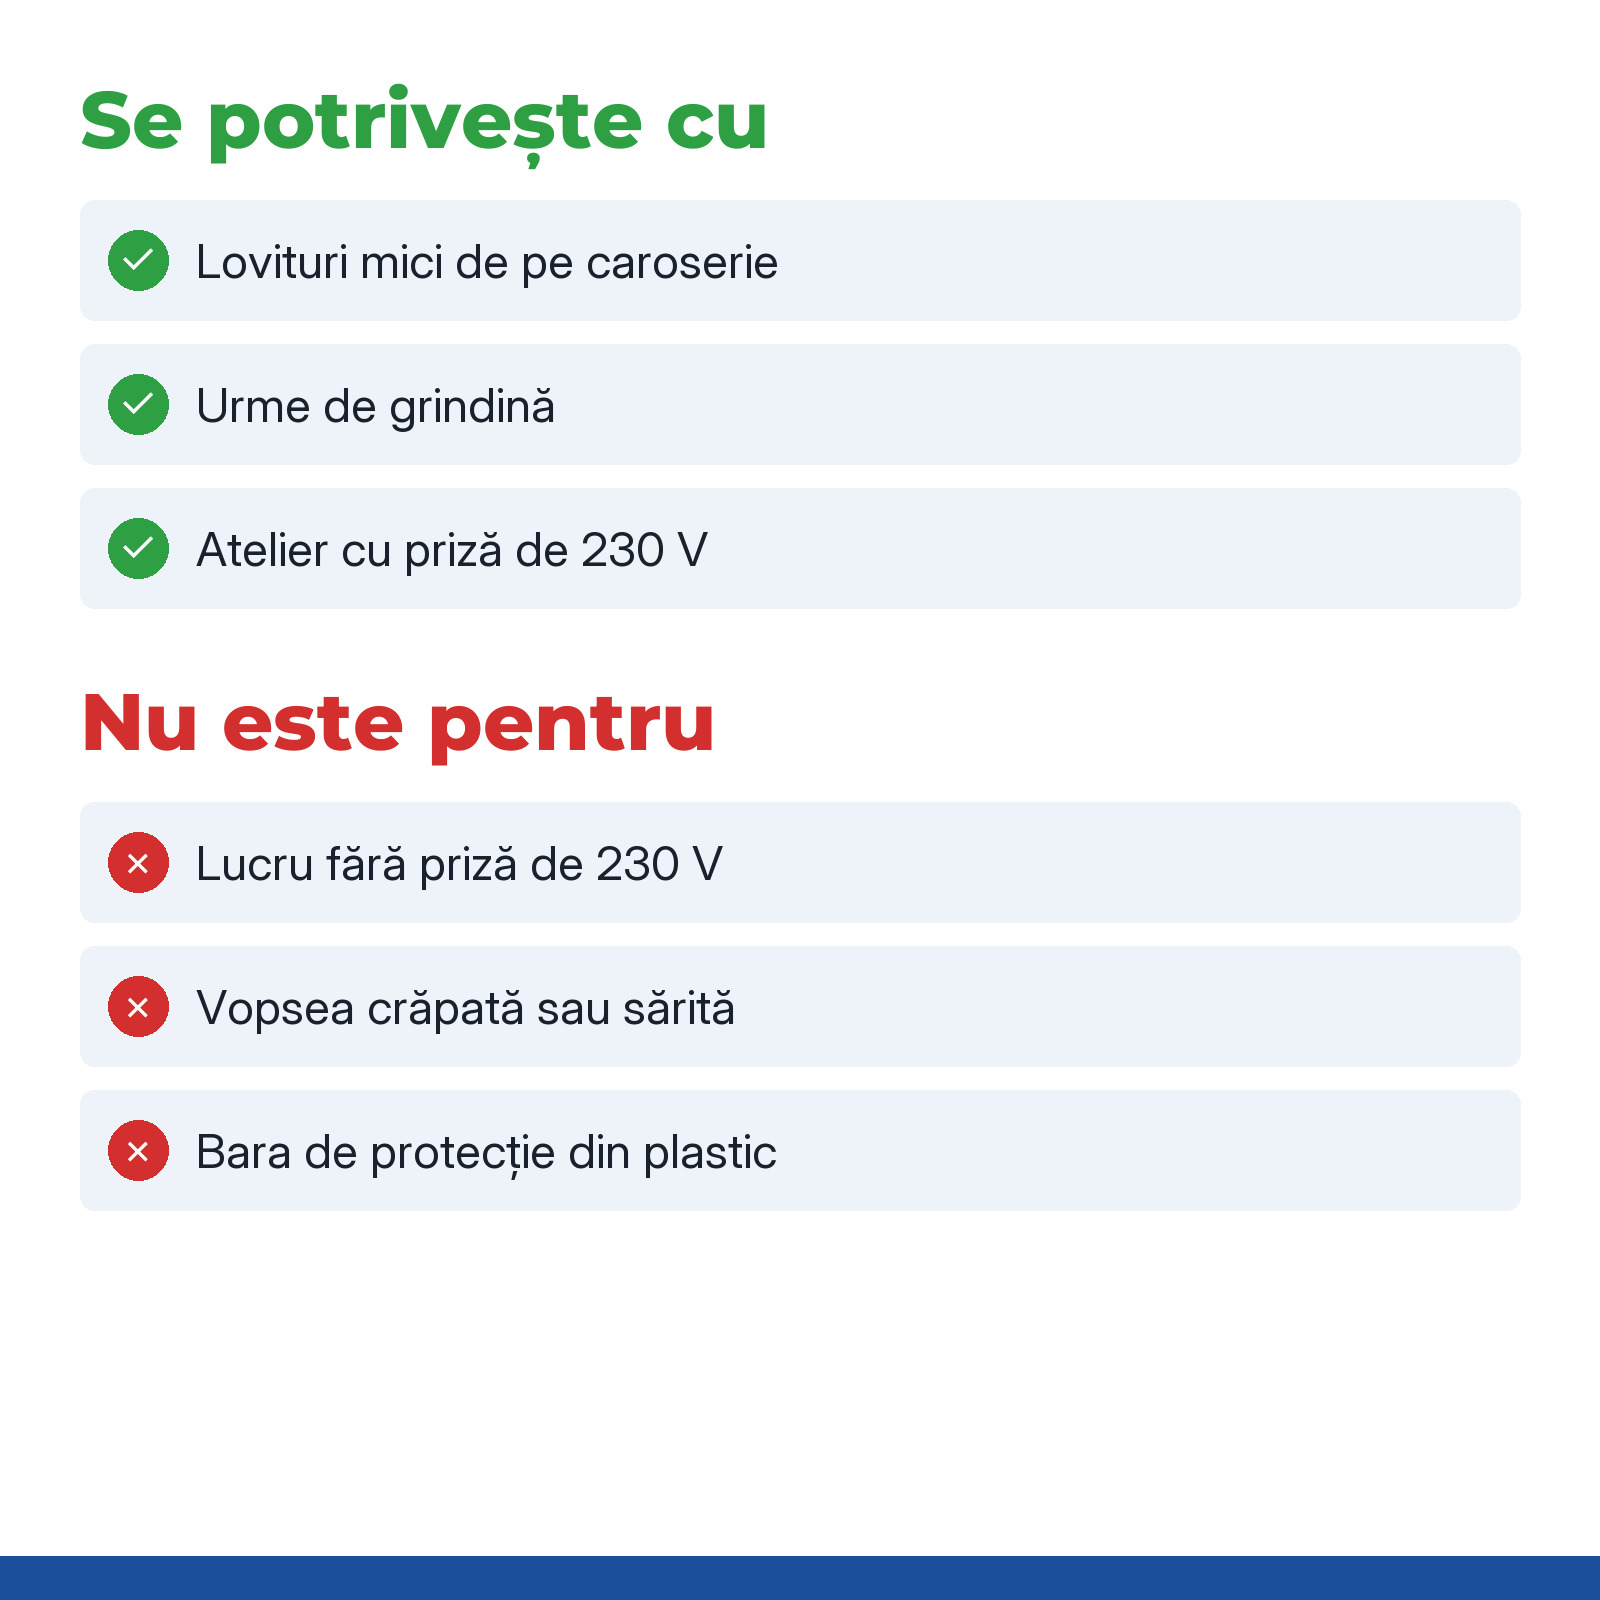 Se potrivește cu
Lovituri mici de pe caroserie
Urme de grindină
Atelier cu priză de 230 V
Nu este pentru
Lucru fără priză de 230 V
Vopsea crăpată sau sărită
Bara de protecție din plastic